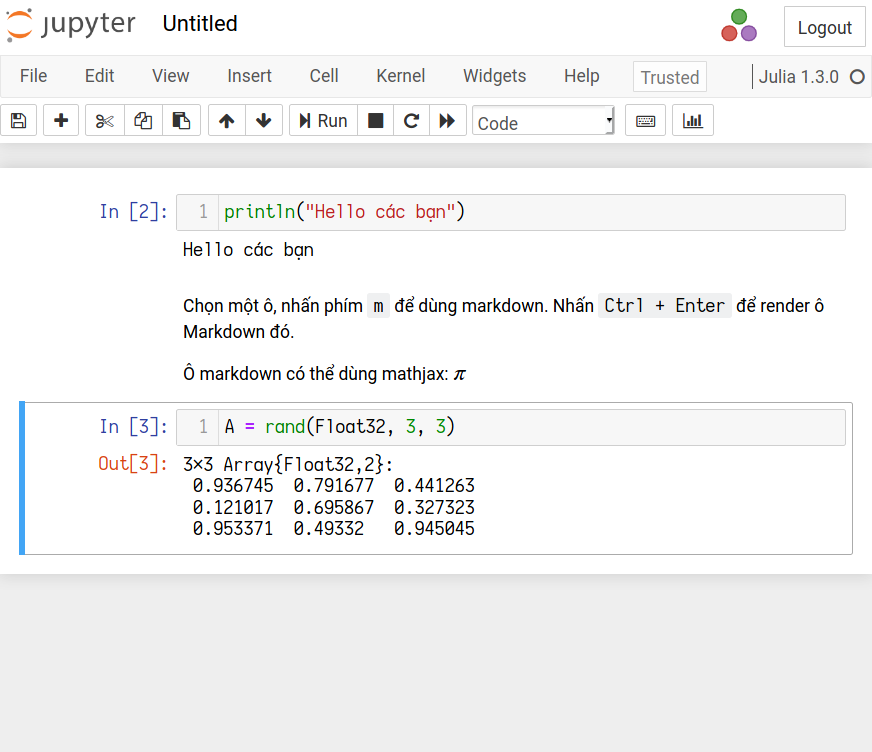 jupyter Untitled Logout
File Edit View Insert Cell Kernel Widgets Help Trusted Julia 1.3.0
Run Code
In [2]: 1 println("Hello các bạn")
Hello các bạn
Chọn một ô, nhấn phím m để dùng markdown. Nhấn Ctrl + Enter để render ô
Markdown đó.
Ô markdown có thể dùng mathjax: π
In [3]: 1 A = rand(Float32, 3, 3)
Out[3]: 3×3 Array{Float32,2}:
0.936745 0.791677 0.441263
0.121017 0.695867 0.327323
0.953371 0.49332 0.945045